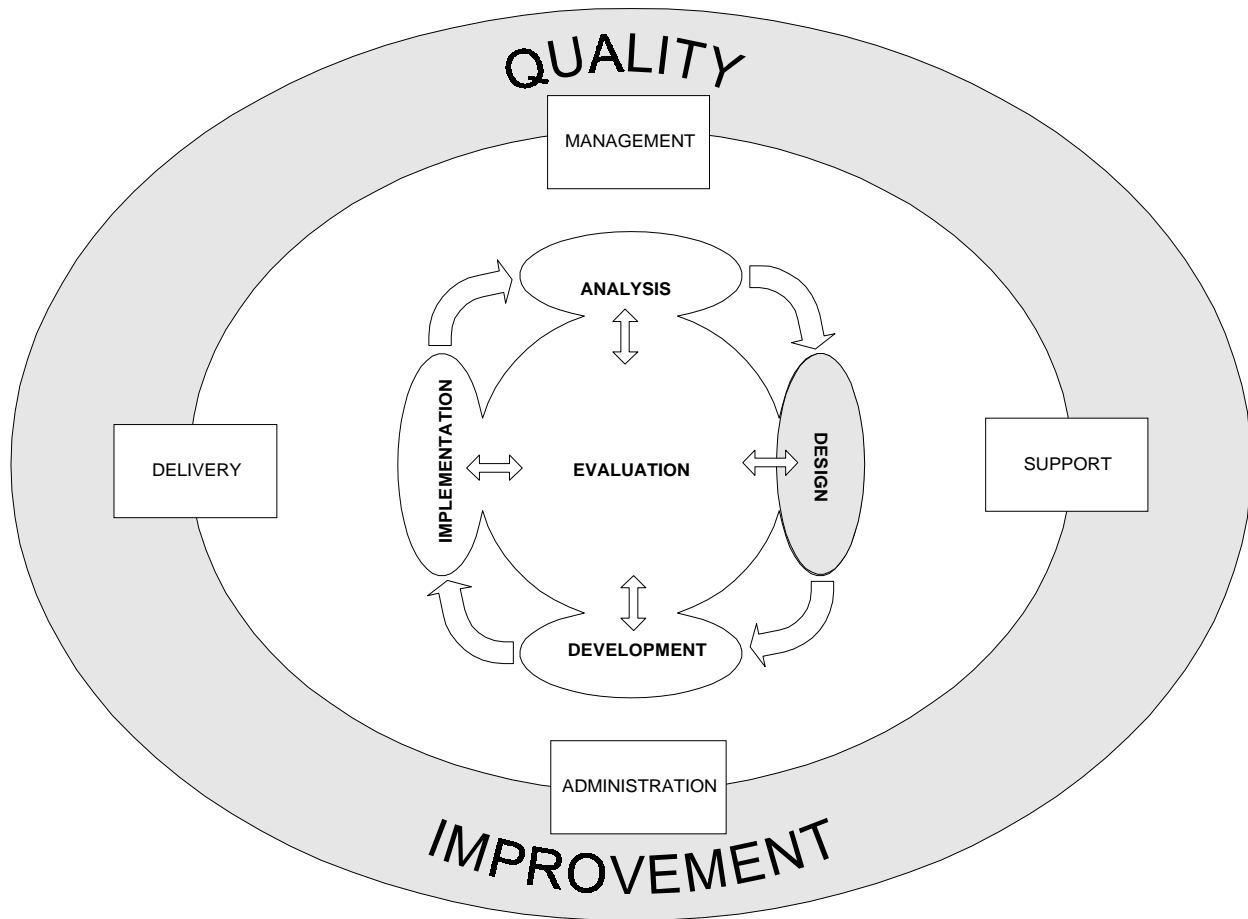 QUALITY
MANAGEMENT
ANALYSIS
IMPLEMENTATION
EVALUATION
DESIGN
DELIVERY
SUPPORT
DEVELOPMENT
ADMINISTRATION
IMPROVEMENT